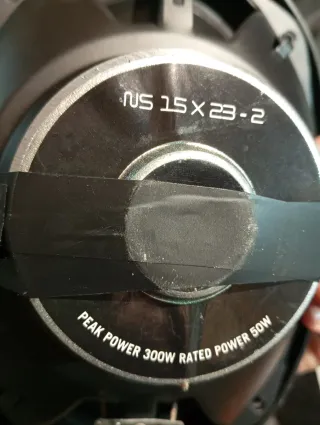 NS 15X23-2
PEAK POWER 300W RATED POWER 50W